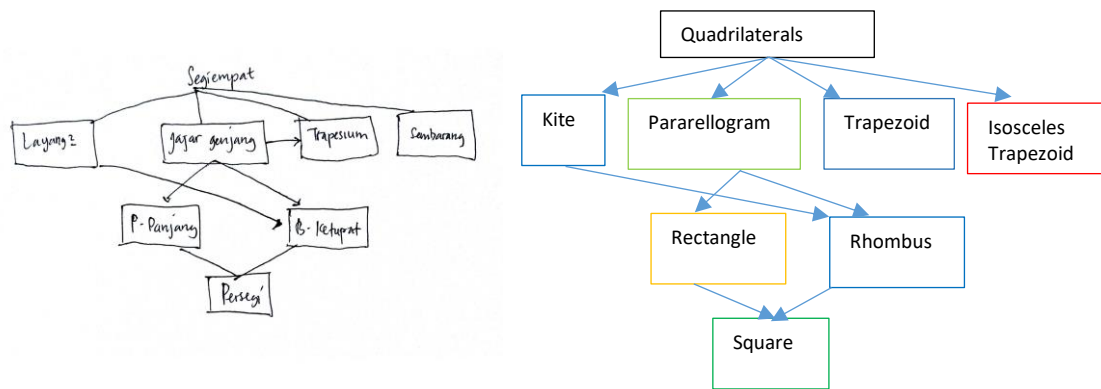 Segiempat
Layang2
Jajar genjang
Trapesium
Sembarang
P. Panjang
B. Ketupat
Persegi
Quadrilaterals
Kite
Pararellogram
Trapezoid
Isosceles
Trapezoid
Rectangle
Rhombus
Square